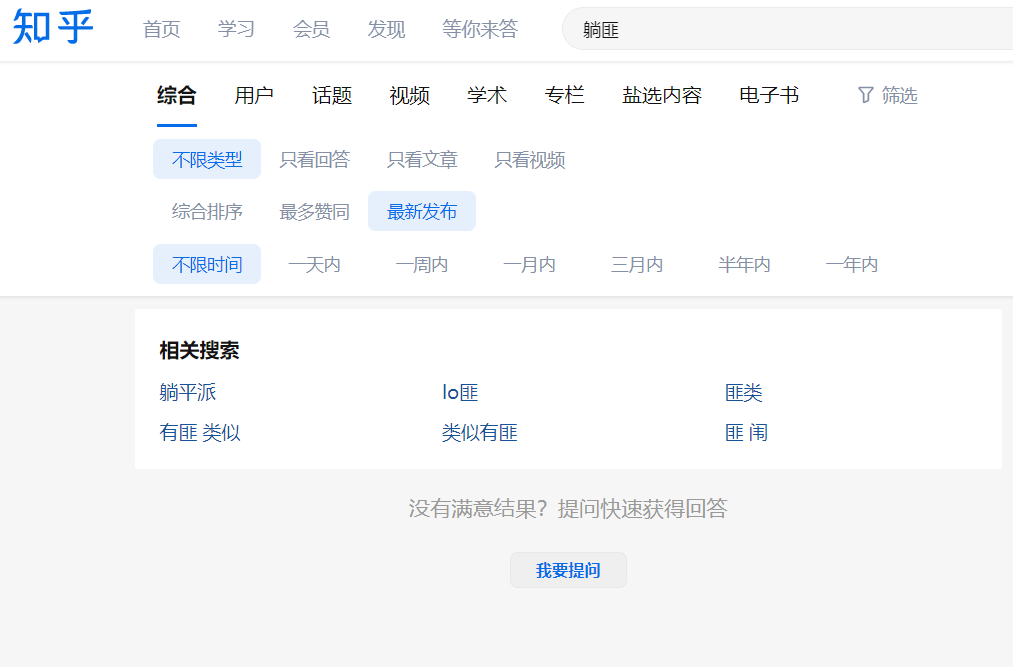 知乎 首页 学习 会员 发现 等你来答 躺匪
综合 用户 话题 视频 学术 专栏 盐选内容 电子书 筛选
不限类型 只看回答 只看文章 只看视频
综合排序 最多赞同 最新发布
不限时间 一天内 一周内 一月内 三月内 半年内 一年内
相关搜索
躺平派 lo匪 匪类
有匪 类似 类似有匪 匪 闱
没有满意结果？提问快速获得回答
我要提问